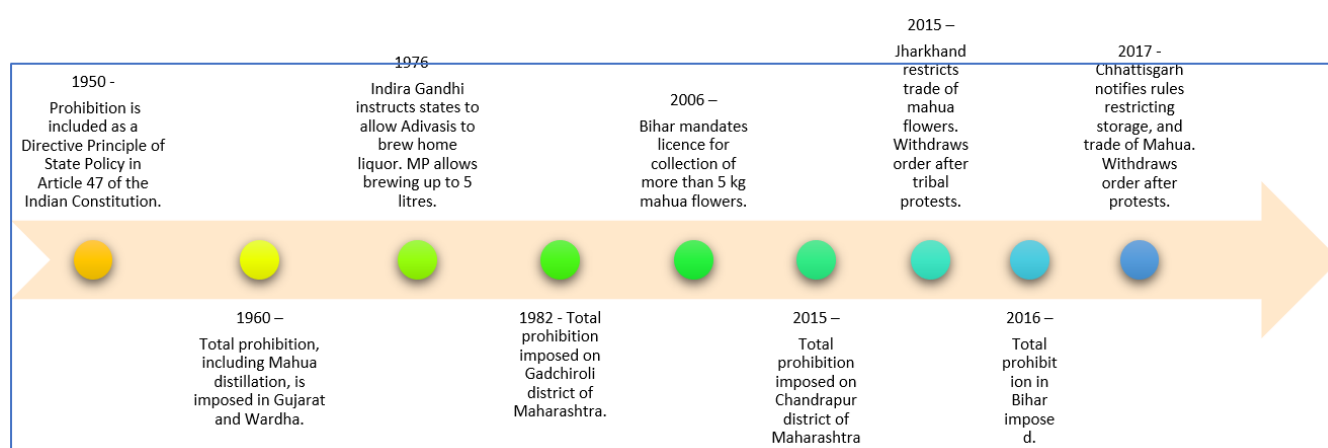 1950 -
Prohibition is
included as a
Directive Principle of
State Policy in
Article 47 of the
Indian Constitution.
1960 –
Total prohibition,
including Mahua
distillation, is
imposed in Gujarat
and Wardha.
1976
Indira Gandhi
instructs states to
allow Adivasis to
brew home
liquor. MP allows
brewing up to 5
litres.
1982 - Total
prohibition
imposed on
Gadchiroli
district of
Maharashtra.
2006 –
Bihar mandates
licence for
collection of
more than 5 kg
mahua flowers.
2015 –
Total
prohibition
imposed on
Chandrapur
district of
Maharashtra
2015 –
Jharkhand
restricts
trade of
mahua
flowers.
Withdraws
order after
tribal
protests.
2016 –
Total
prohibit
ion in
Bihar
impose
d.
2017 -
Chhattisgarh
notifies rules
restricting
storage, and
trade of Mahua.
Withdraws
order after
protests.